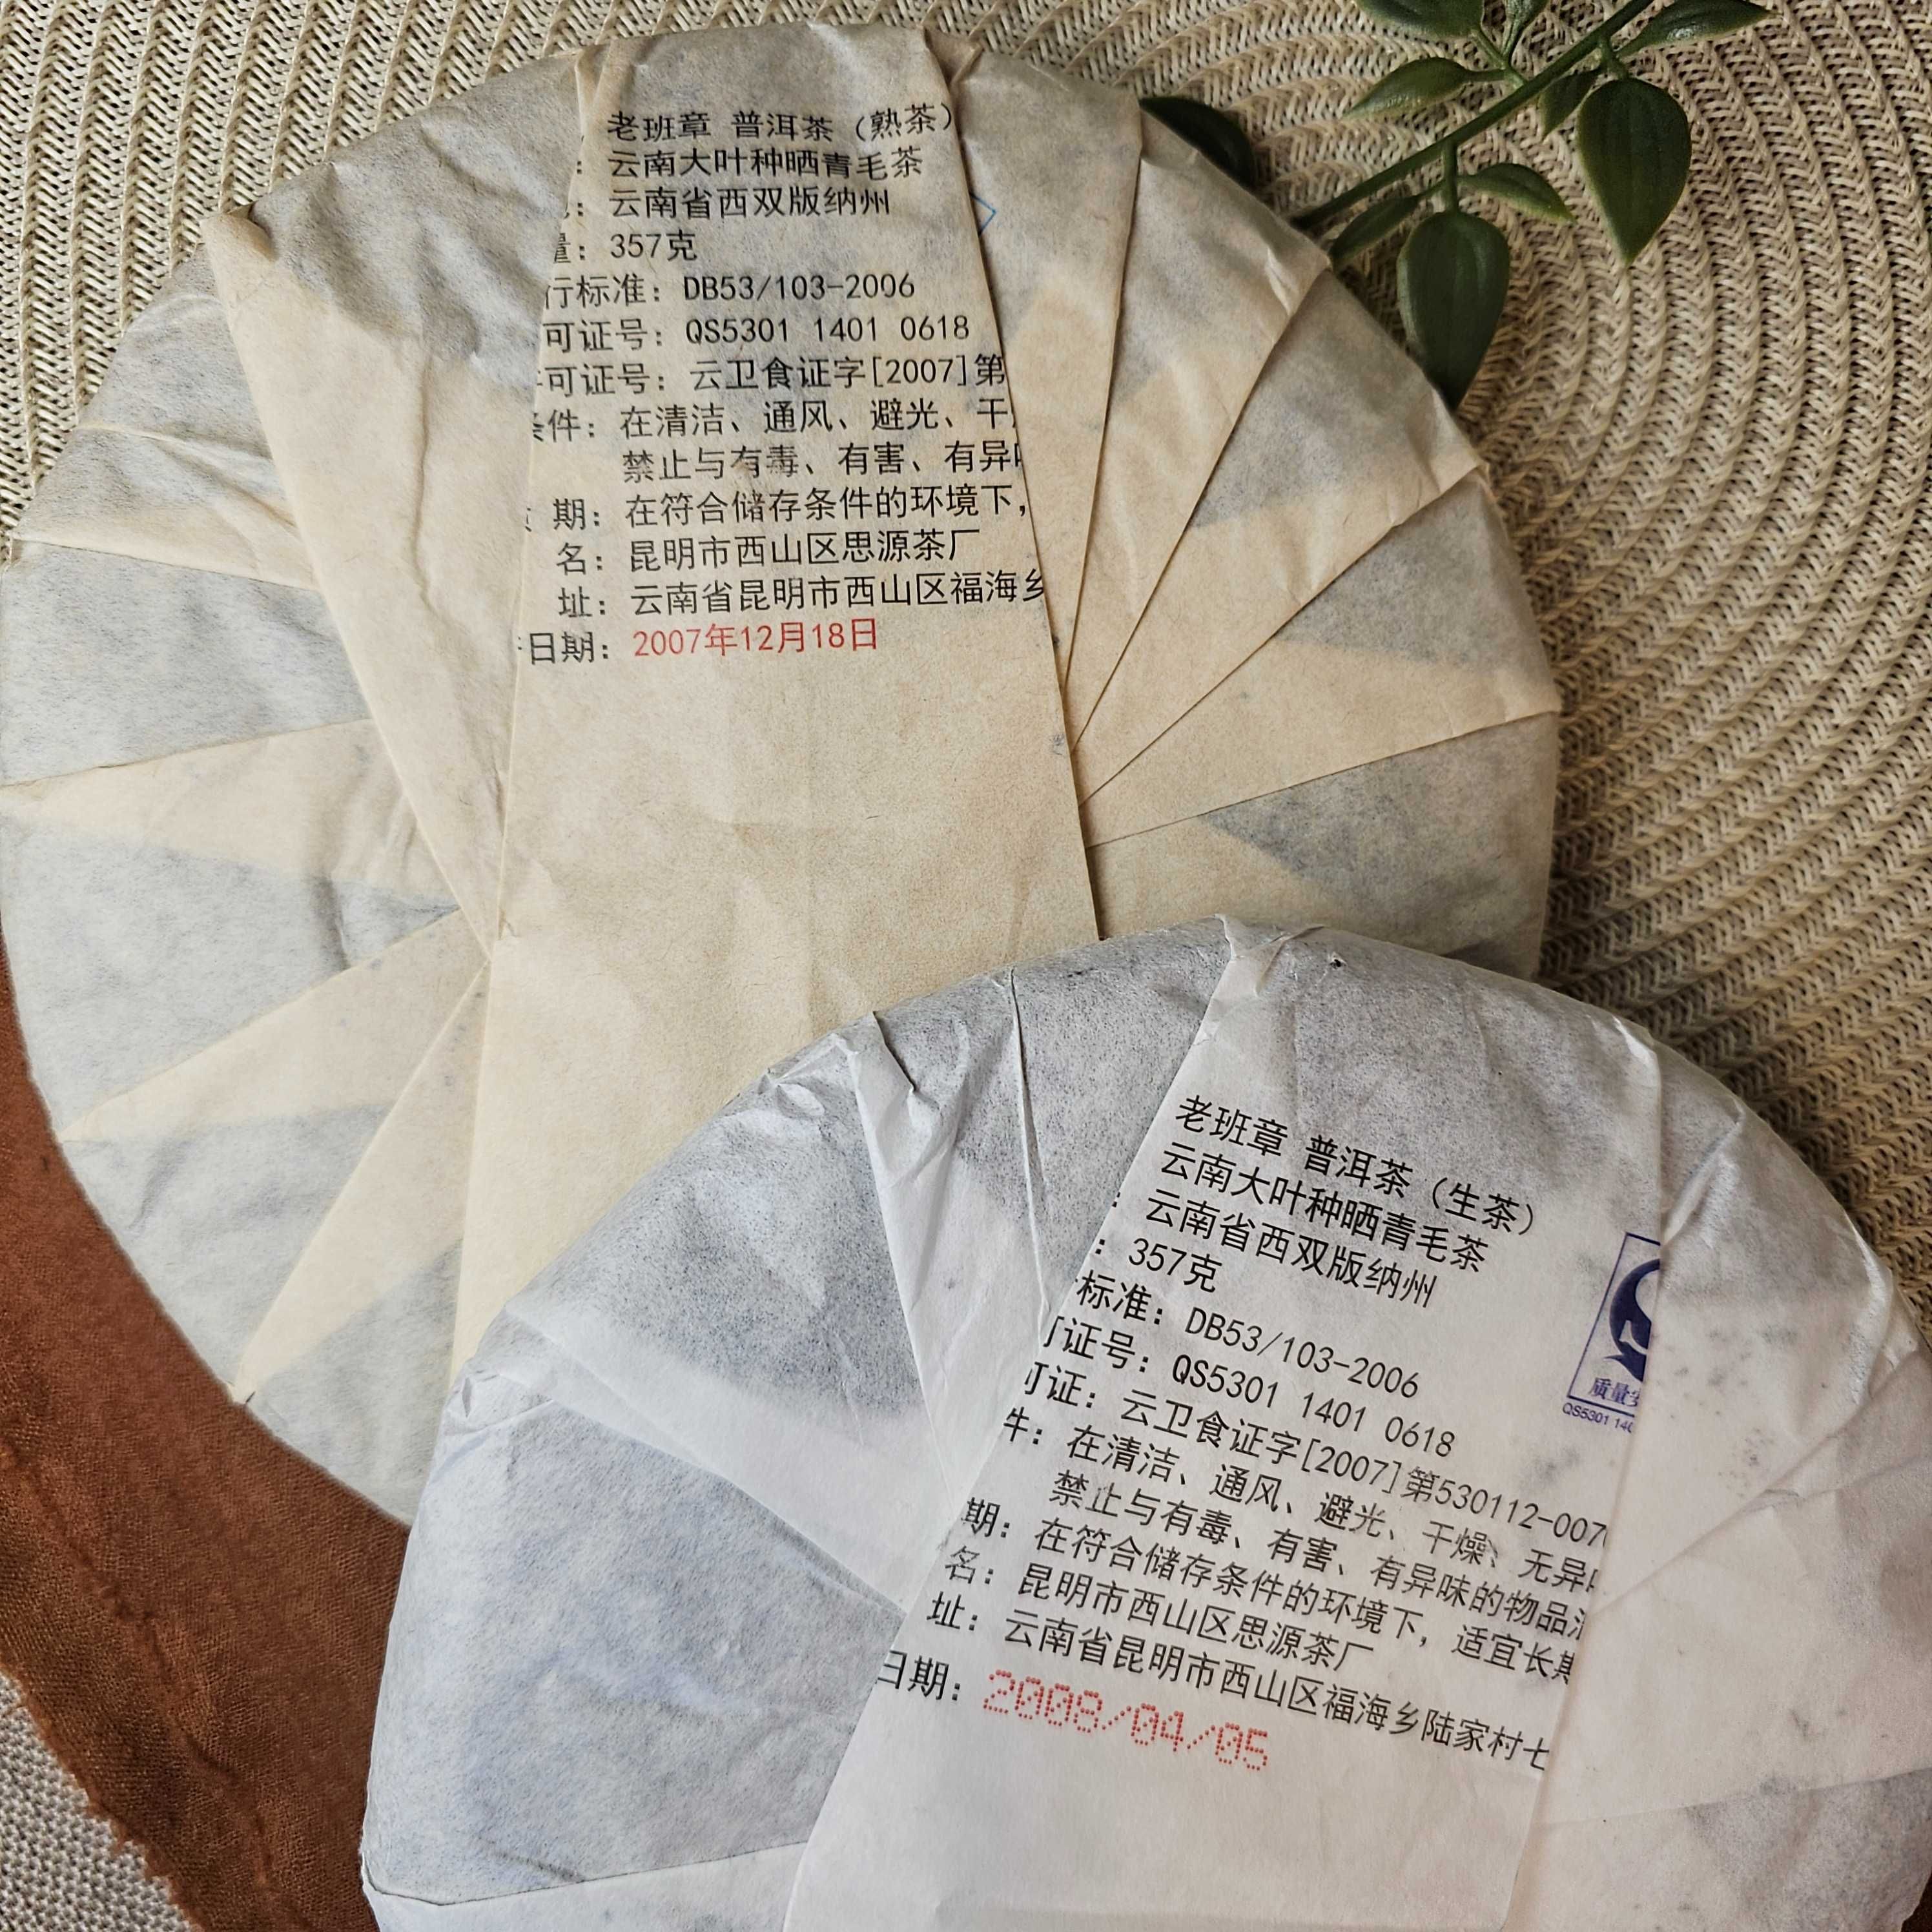 老班章 普洱茶（熟茶）
：云南大叶种晒青毛茶
：云南省西双版纳州
量：357克
行标准：DB53/103-2006
可证号：QS5301 1401 0618
可证号：云卫食证字[2007]第
条件：在清洁、通风、避光、干
禁止与有毒、有害、有异味
期：在符合储存条件的环境下，
名：昆明市西山区思源茶厂
址：云南省昆明市西山区福海乡
日期：2007年12月18日
老班章 普洱茶（生茶）
云南大叶种晒青毛茶
：云南省西双版纳州
：357克
标准：DB53/103-2006
证号：QS5301 1401 0618
可证：云卫食证字[2007]第530112-007
件：在清洁、通风、避光、干燥、无异味
禁止与有毒、有害、有异味的物品
期：在符合储存条件的环境下，适宜长期
名：昆明市西山区思源茶厂
址：云南省昆明市西山区福海乡陆家村七
日期：2008/04/05
质量安
QS5301 140